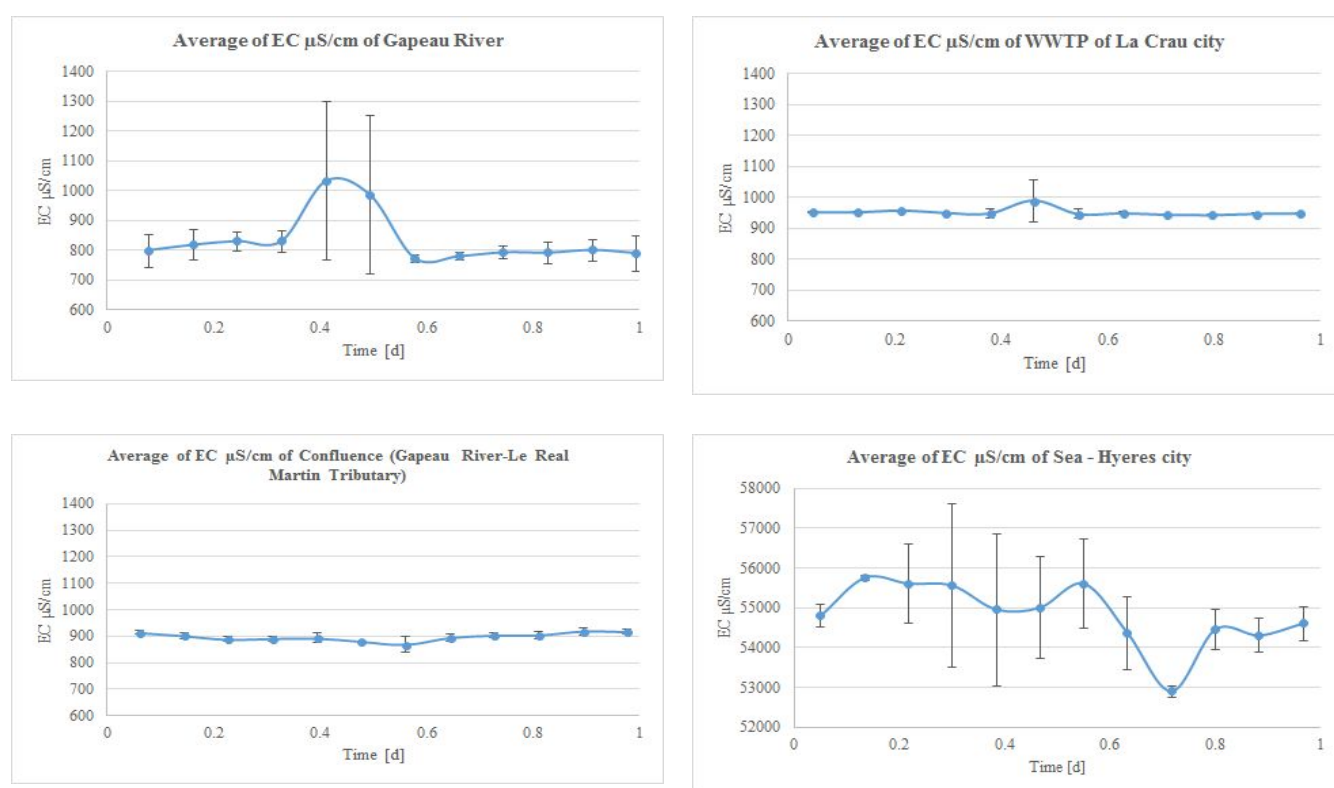 Average of EC µS/cm of Gapeau River
1400
1300
1200
1100
1000
900
800
700
600
EC µS/cm
0 0.2 0.4 0.6 0.8 1
Time [d]
Average of EC µS/cm of WWTP of La Crau city
1400
1300
1200
1100
1000
900
800
700
600
EC µS/cm
0 0.2 0.4 0.6 0.8 1
Time [d]
Average of EC µS/cm of Confluence (Gapeau River-Le Real
Martin Tributary)
1400
1300
1200
1100
1000
900
800
700
600
EC µS/cm
0 0.2 0.4 0.6 0.8 1
Time [d]
Average of EC µS/cm of Sea - Hyeres city
58000
57000
56000
55000
54000
53000
52000
EC µS/cm
0 0.2 0.4 0.6 0.8 1
Time [d]